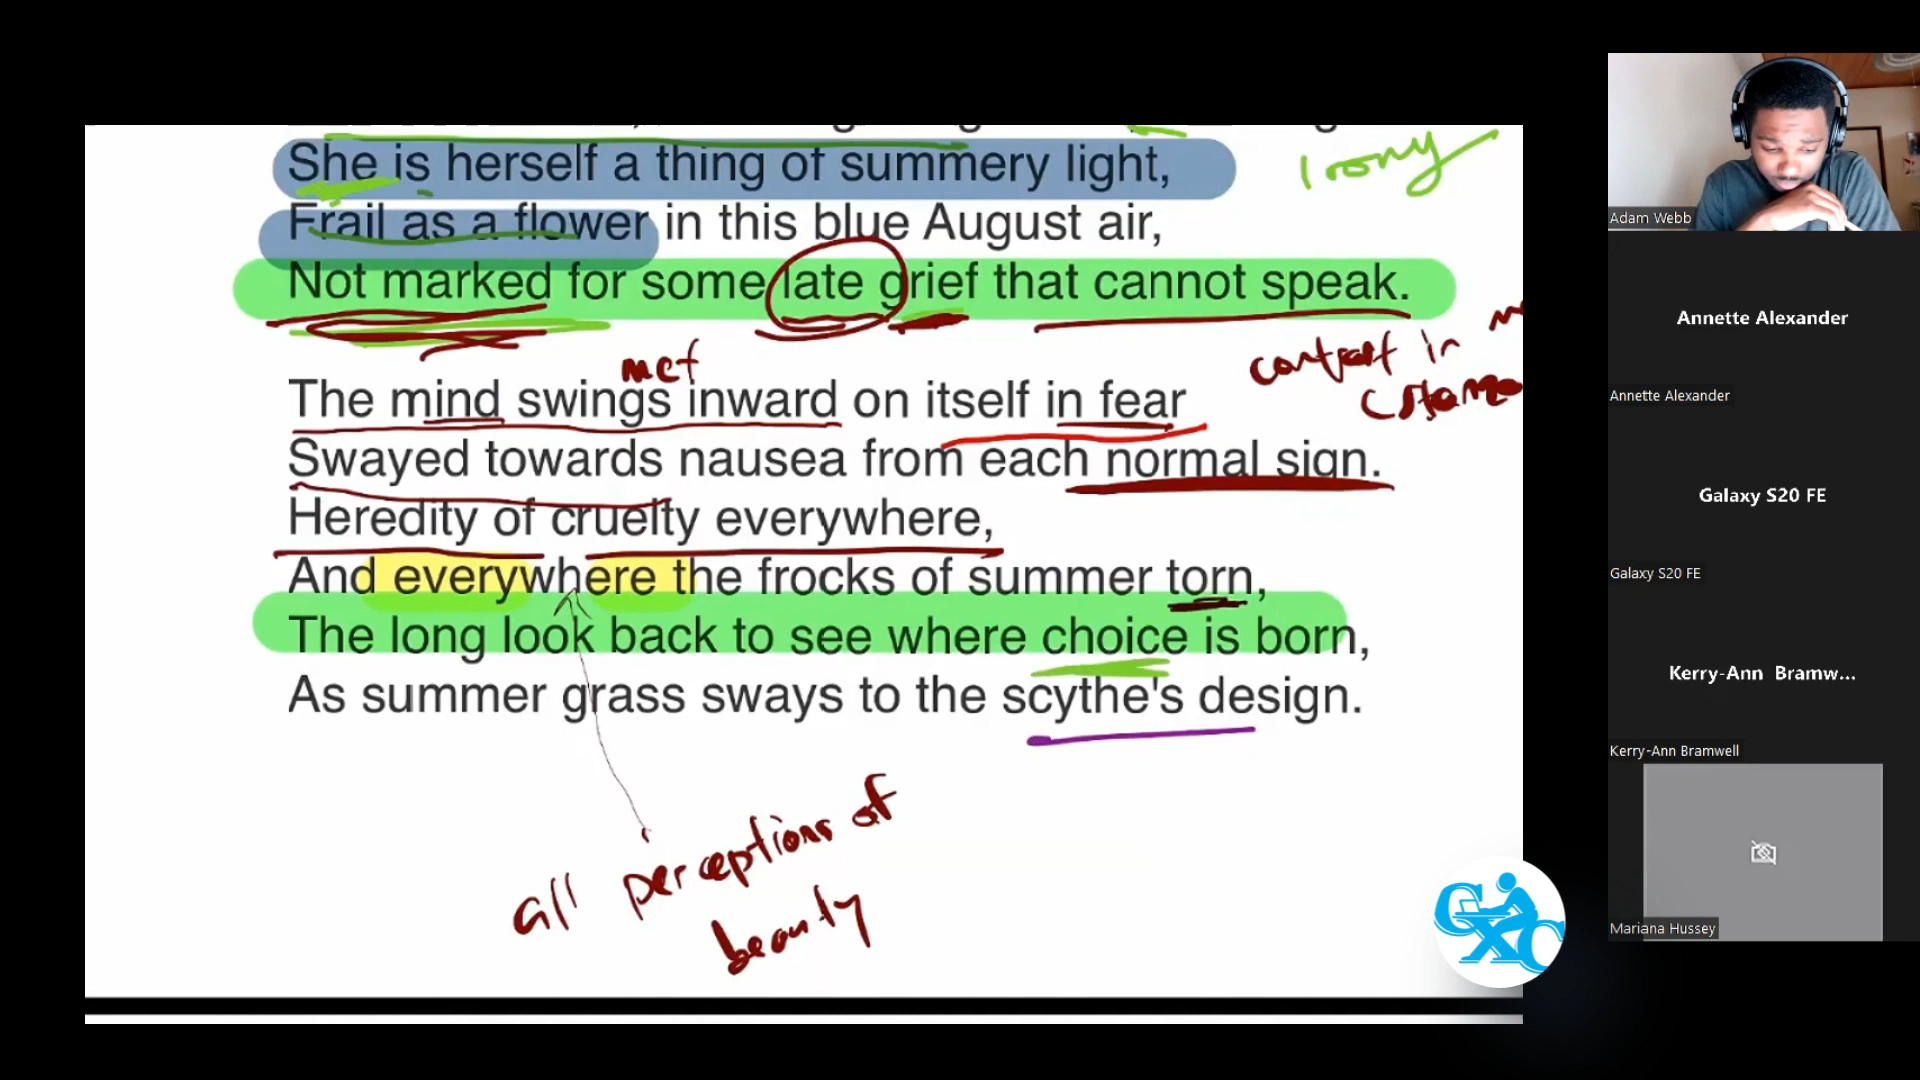 She is herself a thing of summery light,
Irony
Frail as a flower in this blue August air,
Not marked for some late grief that cannot speak.
met
contrast in
The mind swings inward on itself in fear
Swayed towards nausea from each normal sign.
Heredity of cruelty everywhere,
And everywhere the frocks of summer torn,
The long look back to see where choice is born,
As summer grass sways to the scythe's design.
all perceptions of
beauty
CXC
Adam Webb
Annette Alexander
Annette Alexander
Galaxy S20 FE
Galaxy S20 FE
Kerry-Ann Bramw...
Kerry-Ann Bramwell
Mariana Hussey